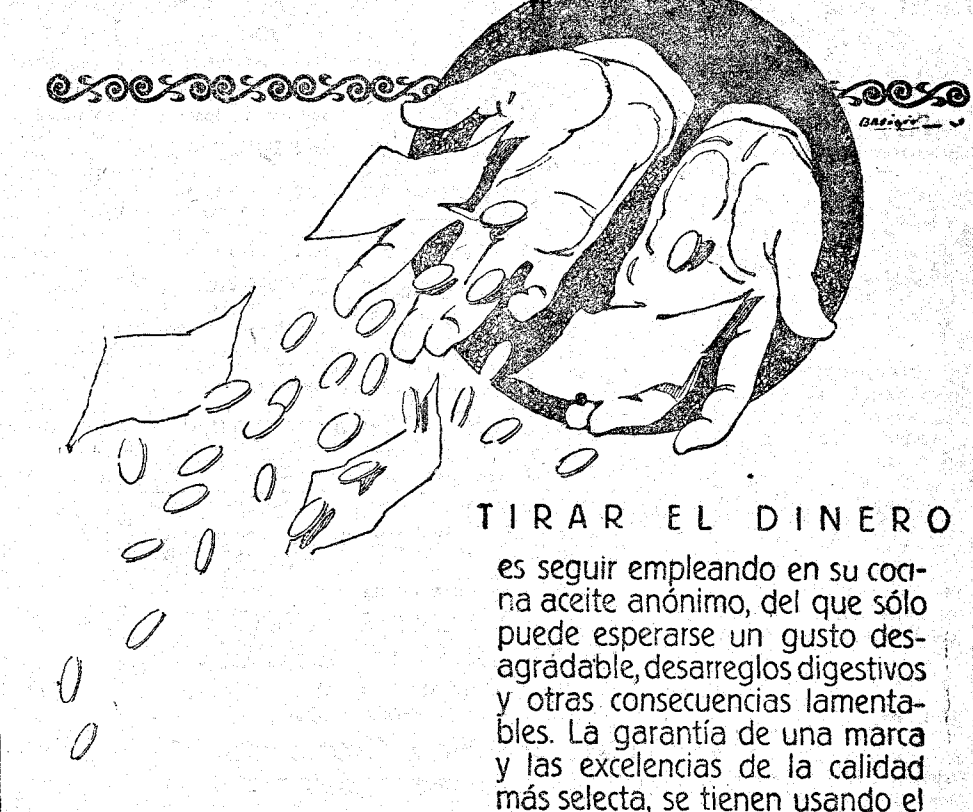 TIRAR EL DINERO
es seguir empleando en su coci-
na aceite anónimo, del que sólo
puede esperarse un gusto des-
agradable, desarreglos digestivos
y otras consecuencias lamenta-
bles. La garantía de una marca
y las excelencias de la calidad
más selecta, se tienen usando el